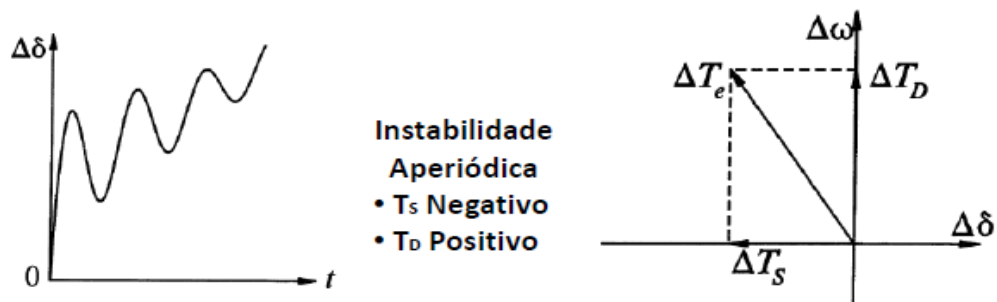 Δδ
0
t
Instabilidade
Aperiódica
• Ts Negativo
• TD Positivo
Δω
ΔTe
ΔTD
Δδ
ΔTS